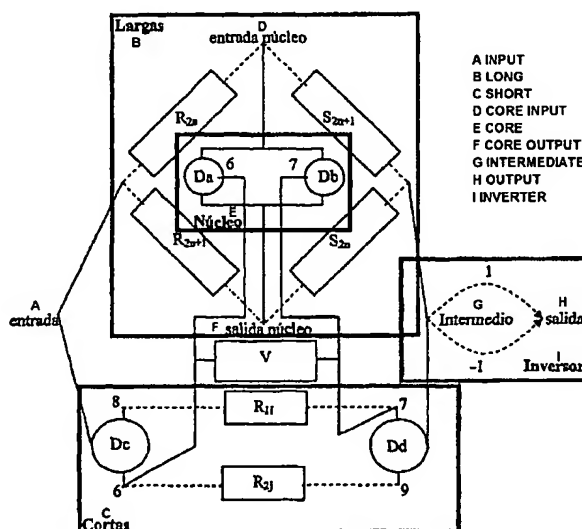 Largas
B
D
entrada núcleo
R2n
S2n+1
6
7
Da
Db
E
Núcleo
R2n+1
S2n
F
salida núcleo
A
entrada
V
8
R1i
7
Dc
Dd
6
R2j
9
C
Cortas
1
G
Intermedio
H
salida
-1
I
Inversor
A INPUT
B LONG
C SHORT
D CORE INPUT
E CORE
F CORE OUTPUT
G INTERMEDIATE
H OUTPUT
I INVERTER